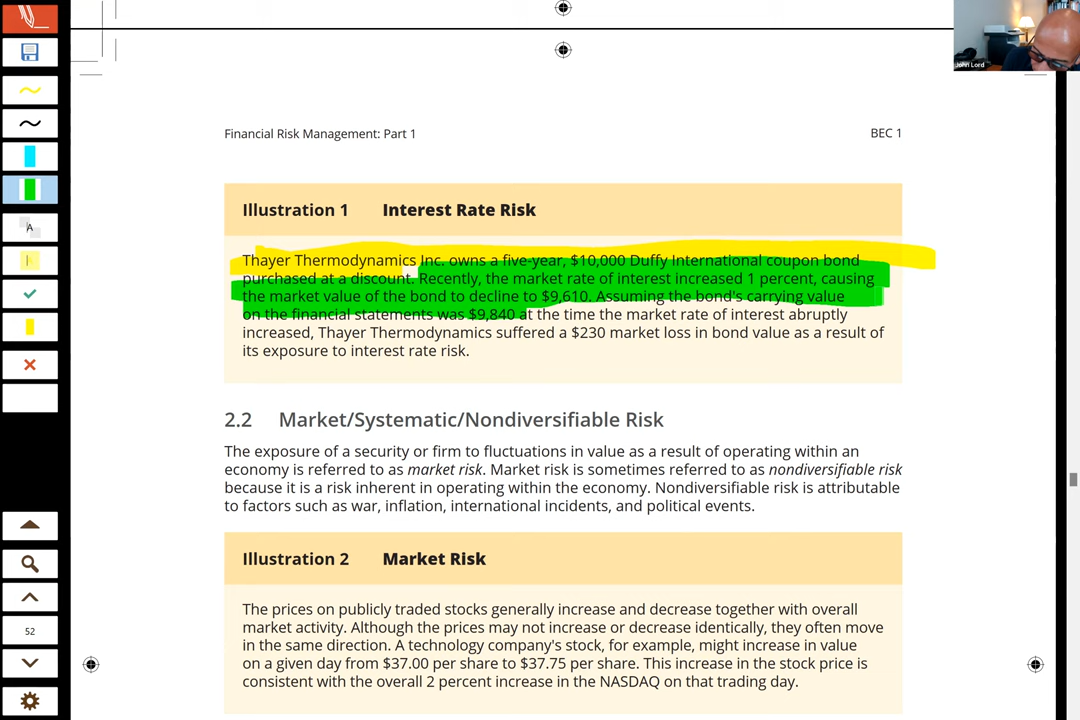 John Lord
Financial Risk Management: Part 1
BEC 1
Illustration 1 Interest Rate Risk
Thayer Thermodynamics Inc. owns a five-year, $10,000 Duffy International coupon bond
purchased at a discount. Recently, the market rate of interest increased 1 percent, causing
the market value of the bond to decline to $9,610. Assuming the bond's carrying value
on the financial statements was $9,840 at the time the market rate of interest abruptly
increased, Thayer Thermodynamics suffered a $230 market loss in bond value as a result of
its exposure to interest rate risk.
2.2 Market/Systematic/Nondiversifiable Risk
The exposure of a security or firm to fluctuations in value as a result of operating within an
economy is referred to as market risk. Market risk is sometimes referred to as nondiversifiable risk
because it is a risk inherent in operating within the economy. Nondiversifiable risk is attributable
to factors such as war, inflation, international incidents, and political events.
Illustration 2 Market Risk
The prices on publicly traded stocks generally increase and decrease together with overall
market activity. Although the prices may not increase or decrease identically, they often move
in the same direction. A technology company's stock, for example, might increase in value
on a given day from $37.00 per share to $37.75 per share. This increase in the stock price is
consistent with the overall 2 percent increase in the NASDAQ on that trading day.
A
52